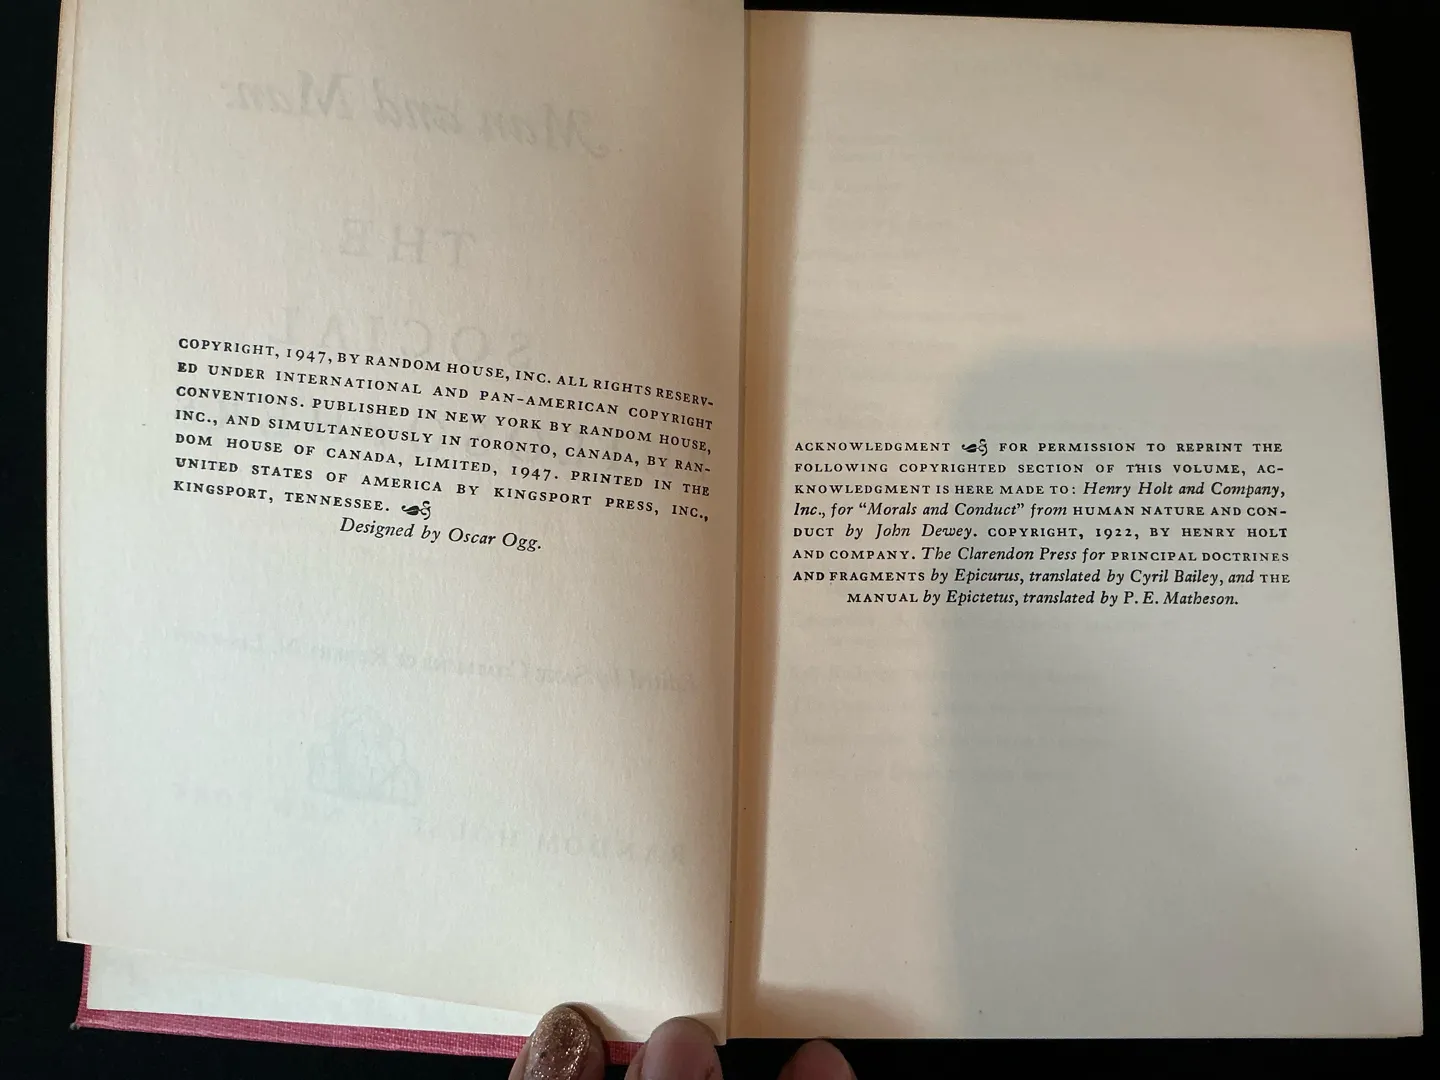 COPYRIGHT, 1947, BY RANDOM HOUSE, INC. ALL RIGHTS RESERV-
ED UNDER INTERNATIONAL AND PAN-AMERICAN COPYRIGHT
CONVENTIONS. PUBLISHED IN NEW YORK BY RANDOM HOUSE,
INC., AND SIMULTANEOUSLY IN TORONTO, CANADA, BY RAN-
DOM HOUSE OF CANADA, LIMITED, 1947. PRINTED IN THE
UNITED STATES OF AMERICA BY KINGSPORT PRESS, INC.,
KINGSPORT, TENNESSEE.
Designed by Oscar Ogg.
ACKNOWLEDGMENT FOR PERMISSION TO REPRINT THE
FOLLOWING COPYRIGHTED SECTION OF THIS VOLUME, AC-
KNOWLEDGMENT IS HERE MADE TO: Henry Holt and Company,
Inc., for "Morals and Conduct" from HUMAN NATURE AND CON-
DUCT by John Dewey. COPYRIGHT, 1922, BY HENRY HOLT
AND COMPANY. The Clarendon Press for PRINCIPAL DOCTRINES
AND FRAGMENTS by Epicurus, translated by Cyril Bailey, and THE
MANUAL by Epictetus, translated by P. E. Matheson.